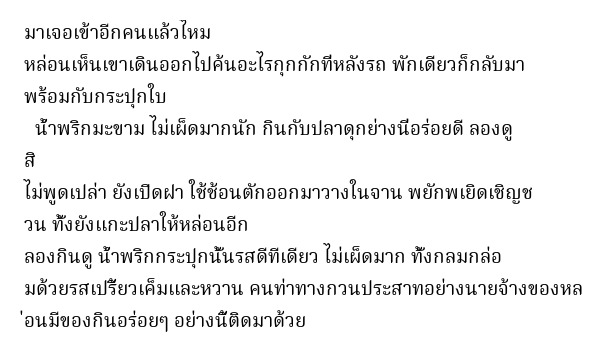 มาเจอเข้าอีกคนแล้วไหม
หล่อนเห็นเขาเดินออกไปค้นอะไรกุกกักที่หลังรถ พักเดียวก็กลับมา
พร้อมกับกระปุกใบ
น้ำพริกมะขาม ไม่เผ็ดมากนัก กินกับปลาดุกย่างนี่อร่อยดี ลองดู
สิ
ไม่พูดเปล่า ยังเปิดฝา ใช้ช้อนตักออกมาวางในจาน พยักพเยิดเชิญช
วน ทั้งยังแกะปลาให้หล่อนอีก
ลองกินดู น้ำพริกกระปุกนั้นรสดีทีเดียว ไม่เผ็ดมาก ทั้งกลมกล่อ
มด้วยรสเปรี้ยวเค็มและหวาน คนท่าทางกวนประสาทอย่างนายจ้างของหล
่อนมีของกินอร่อยๆ อย่างนี้ติดมาด้วย